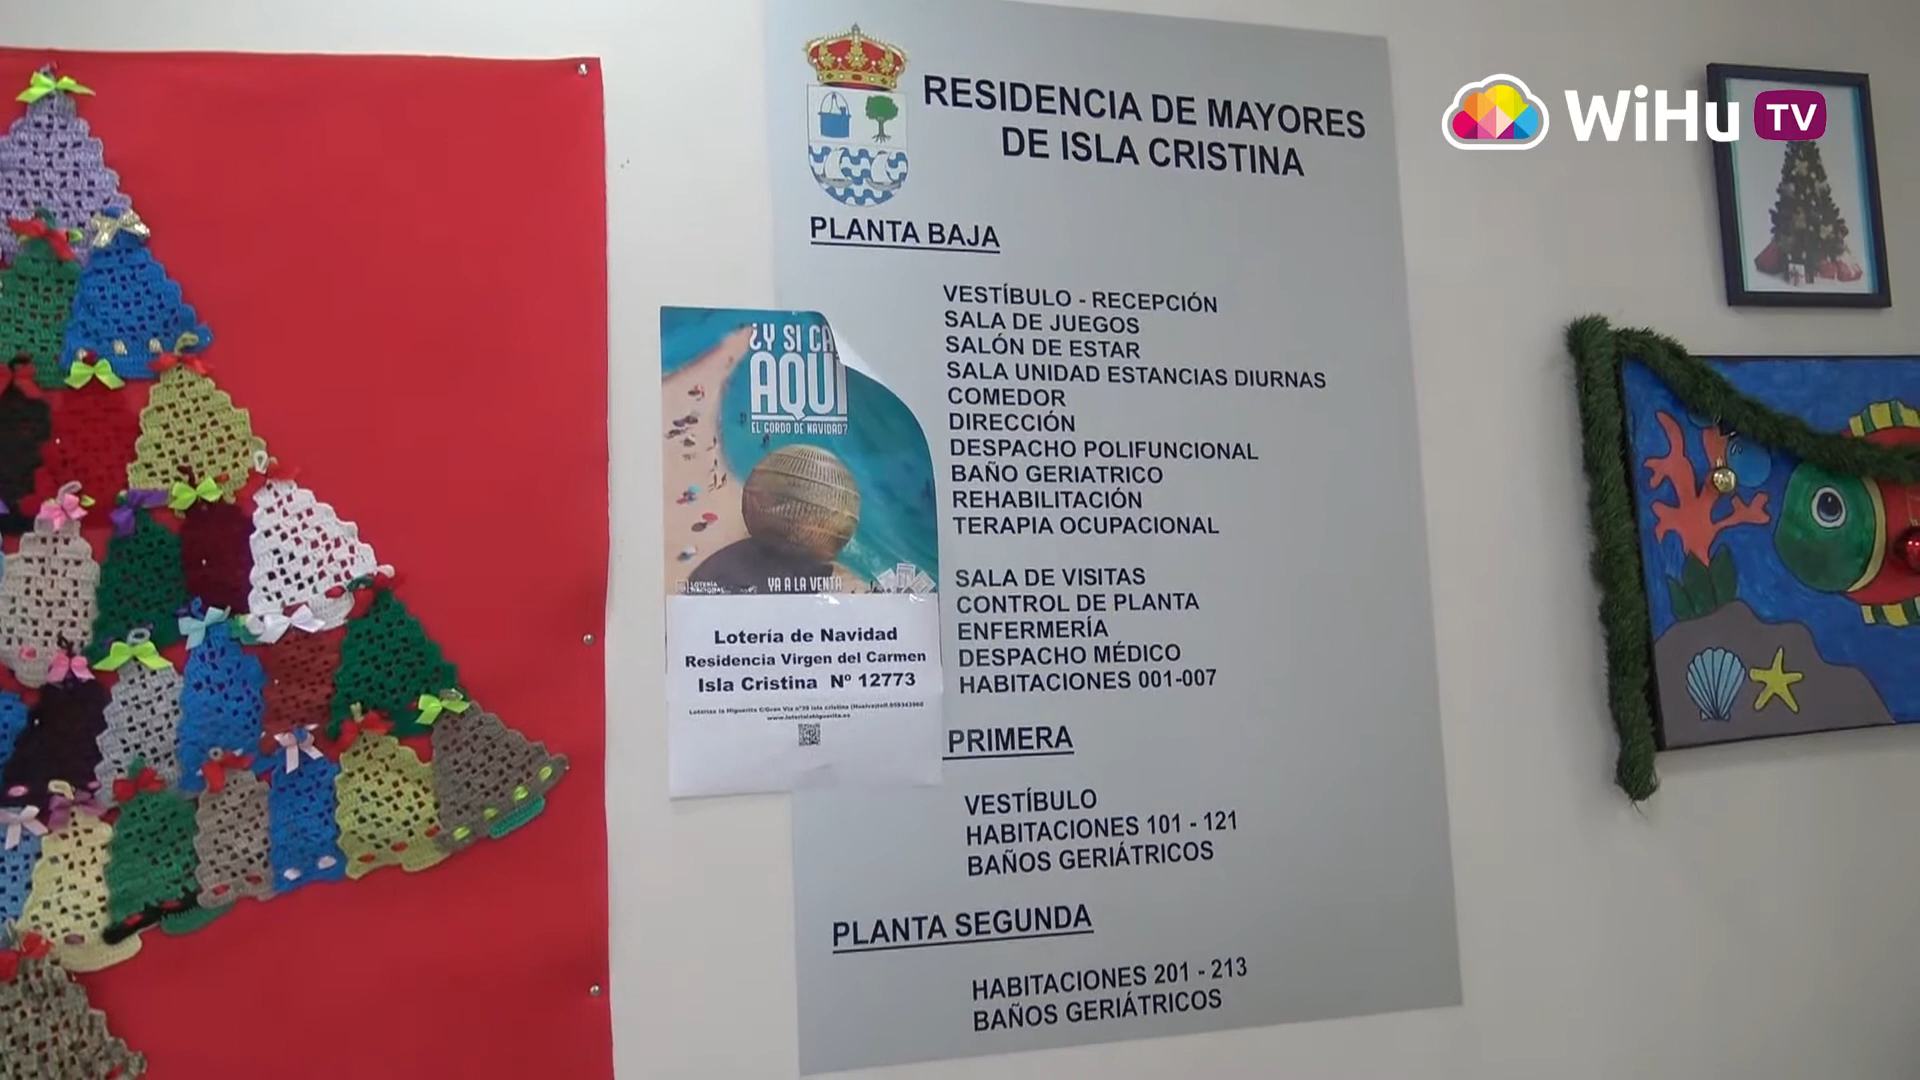 WiHu TV
RESIDENCIA DE MAYORES
DE ISLA CRISTINA
PLANTA BAJA
VESTÍBULO - RECEPCIÓN
SALA DE JUEGOS
SALÓN DE ESTAR
SALA UNIDAD ESTANCIAS DIURNAS
COMEDOR
DIRECCIÓN
DESPACHO POLIFUNCIONAL
BAÑO GERIATRICO
REHABILITACIÓN
TERAPIA OCUPACIONAL
SALA DE VISITAS
CONTROL DE PLANTA
ENFERMERÍA
DESPACHO MÉDICO
HABITACIONES 001-007
PRIMERA
VESTÍBULO
HABITACIONES 101 - 121
BAÑOS GERIÁTRICOS
PLANTA SEGUNDA
HABITACIONES 201 - 213
BAÑOS GERIÁTRICOS
¿Y SI CA
AQUÍ
EL GORDO DE NAVIDAD?
YA A LA VENTA
Lotería de Navidad
Residencia Virgen del Carmen
Isla Cristina Nº 12773